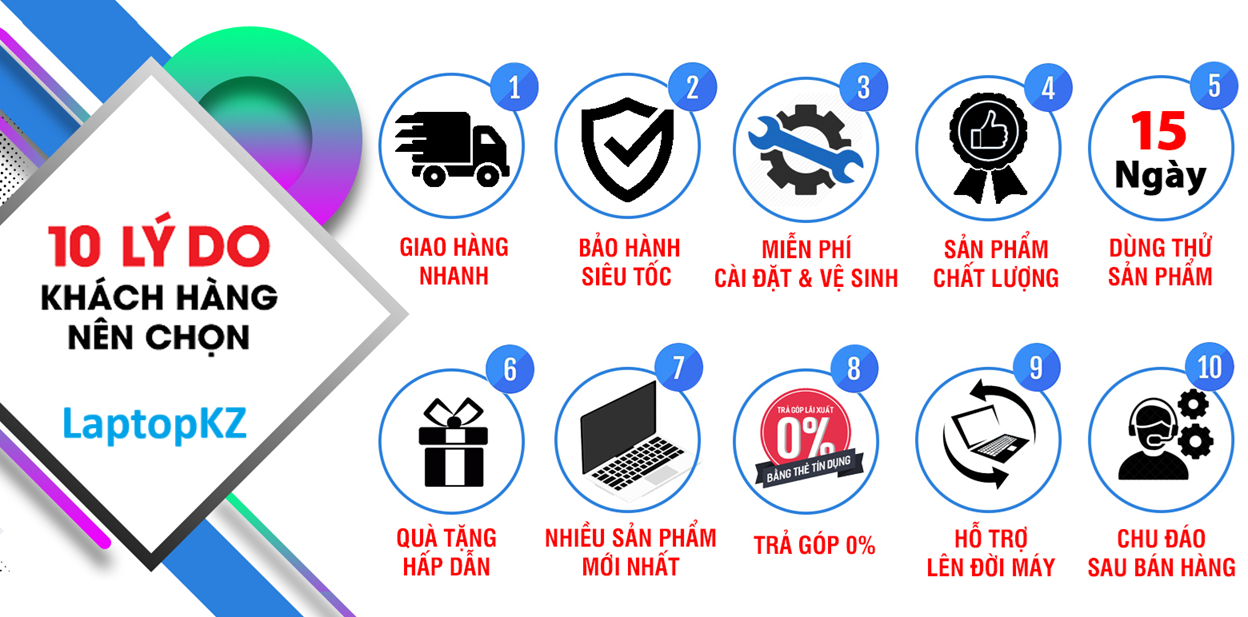 10 LÝ DO
KHÁCH HÀNG
NÊN CHỌN
LaptopKZ
1
GIAO HÀNG
NHANH
2
BẢO HÀNH
SIÊU TỐC
3
MIỄN PHÍ
CÀI ĐẶT & VỆ SINH
4
SẢN PHẨM
CHẤT LƯỢNG
5
15
Ngày
DÙNG THỬ
SẢN PHẨM
6
QUÀ TẶNG
HẤP DẪN
7
NHIỀU SẢN PHẨM
MỚI NHẤT
8
TRẢ GÓP LÃI XUẤT
0%
BẰNG THẺ TÍN DỤNG
TRẢ GÓP 0%
9
HỖ TRỢ
LÊN ĐỜI MÁY
10
CHU ĐÁO
SAU BÁN HÀNG